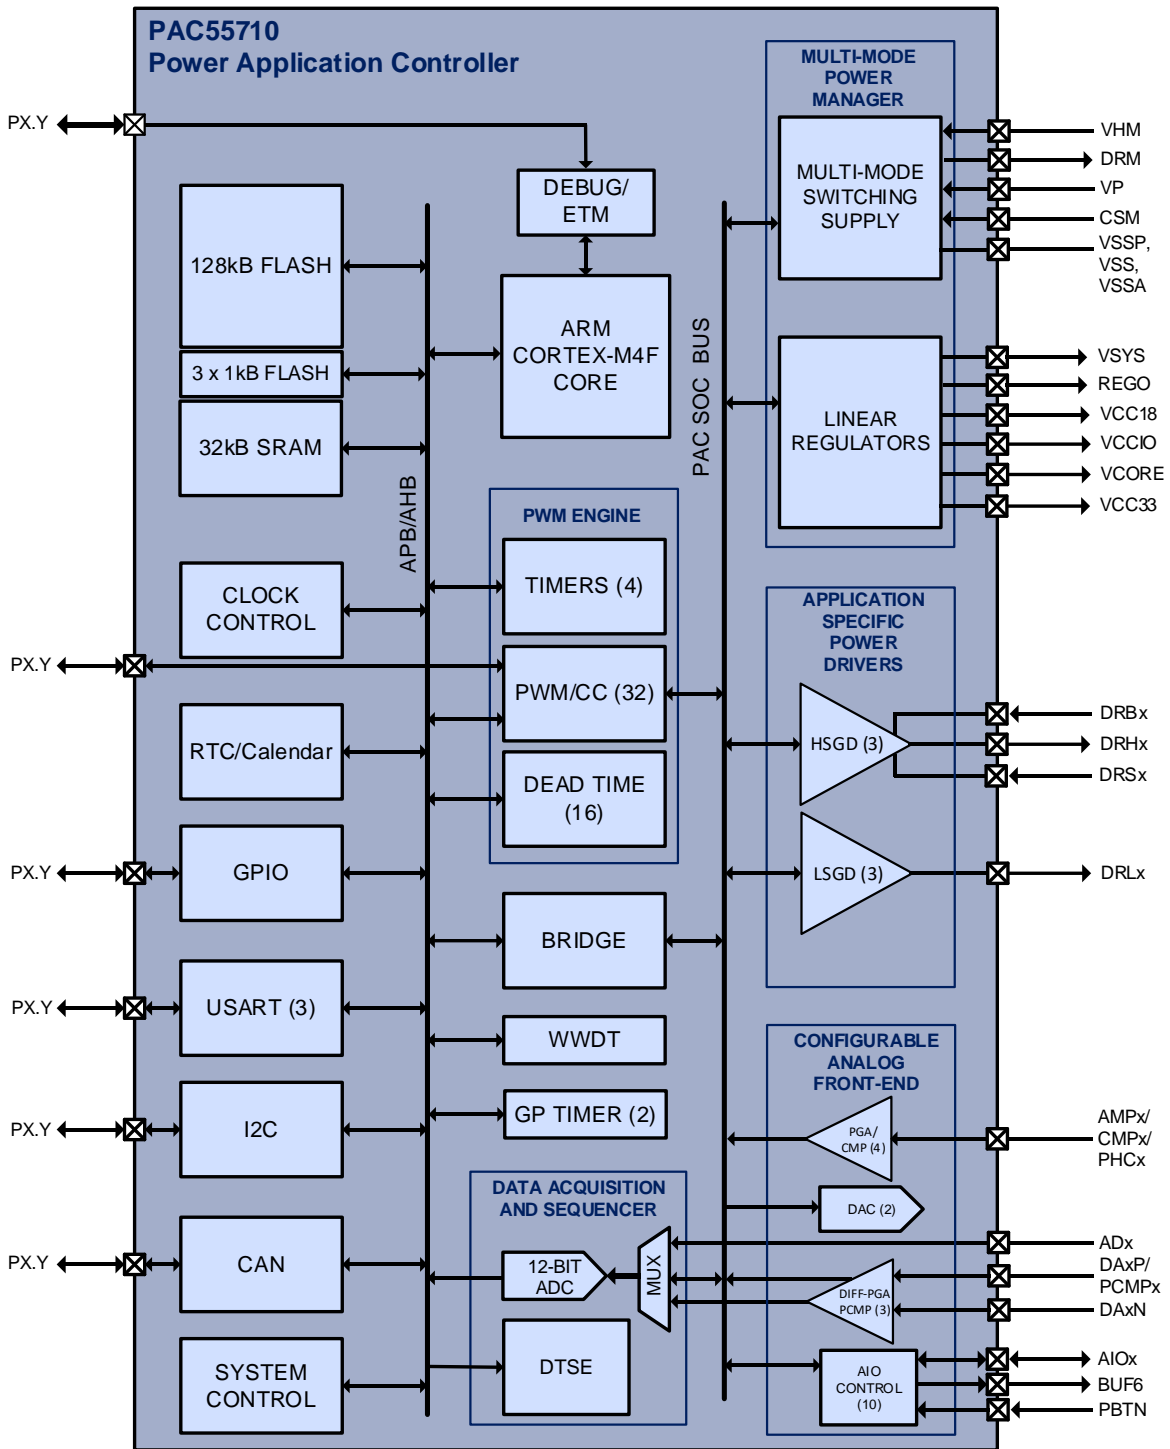 PAC55710
Power Application Controller
MULTI-MODE
POWER
MANAGER
PX.Y
VHM
DRM
VP
CSM
VSSP,
VSS,
VSSA
MULTI-MODE
SWITCHING
SUPPLY
DEBUG/
ETM
128kB FLASH
ARM
CORTEX-M4F
CORE
3 x 1kB FLASH
32kB SRAM
APB/AHB
PAC SOC BUS
LINEAR
REGULATORS
VSYS
REGO
VCC18
VCCIO
VCORE
VCC33
PWM ENGINE
TIMERS (4)
CLOCK
CONTROL
APPLICATION
SPECIFIC
POWER
DRIVERS
PX.Y
PWM/CC (32)
RTC/Calendar
DEAD TIME
(16)
HSGD (3)
DRBx
DRHx
DRSx
PX.Y
GPIO
LSGD (3)
DRLx
BRIDGE
PX.Y
USART (3)
WWDT
CONFIGURABLE
ANALOG
FRONT-END
PX.Y
I2C
GP TIMER (2)
PGA/
CMP (4)
AMPx/
CMPx/
PHCx
DATA ACQUISITION
AND SEQUENCER
DAC (2)
PX.Y
CAN
12-BIT
ADC
MUX
DIFF-PGA
PCMP (3)
ADx
DAxP/
PCMPx
DAxN
SYSTEM
CONTROL
DTSE
AIO
CONTROL
(10)
AIOx
BUF6
PBTN